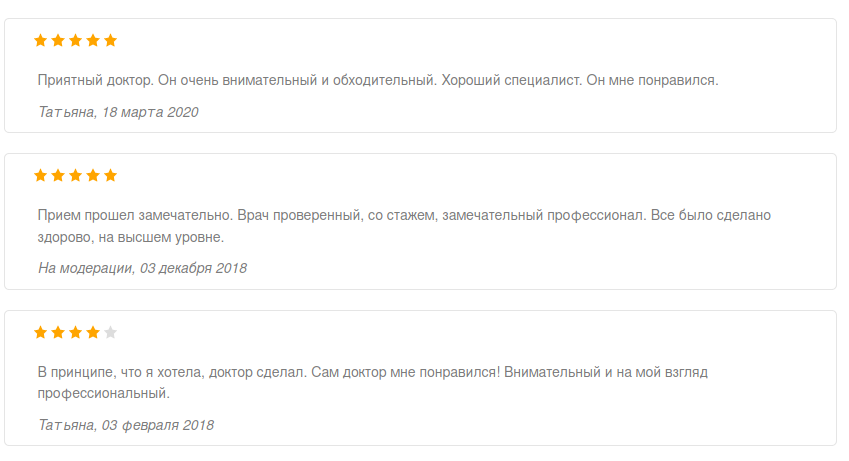 Приятный доктор. Он очень внимательный и обходительный. Хороший специалист. Он мне понравился.
Татьяна, 18 марта 2020
Прием прошел замечательно. Врач проверенный, со стажем, замечательный профессионал. Все было сделано
здорово, на высшем уровне.
На модерации, 03 декабря 2018
В принципе, что я хотела, доктор сделал. Сам доктор мне понравился! Внимательный и на мой взгляд
профессиональный.
Татьяна, 03 февраля 2018